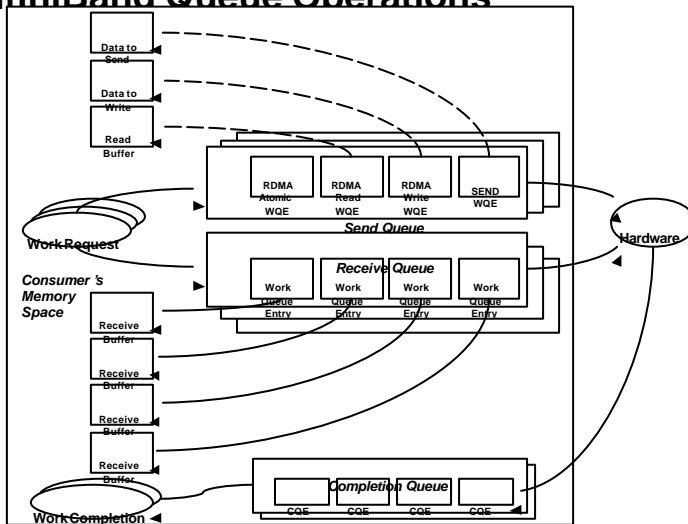 Queue Operations
Data to
Send
Data to
Write
Read
Buffer
RDMA
Atomic
WQE
RDMA
Read
WQE
RDMA
Write
WQE
SEND
WQE
Send Queue
Work Request
Hardware
Receive Queue
Work
Queue
Entry
Work
Queue
Entry
Work
Queue
Entry
Work
Queue
Entry
Consumer 's
Memory
Space
Receive
Buffer
Receive
Buffer
Receive
Buffer
Receive
Buffer
Completion Queue
CQE
CQE
CQE
CQE
Work Completion